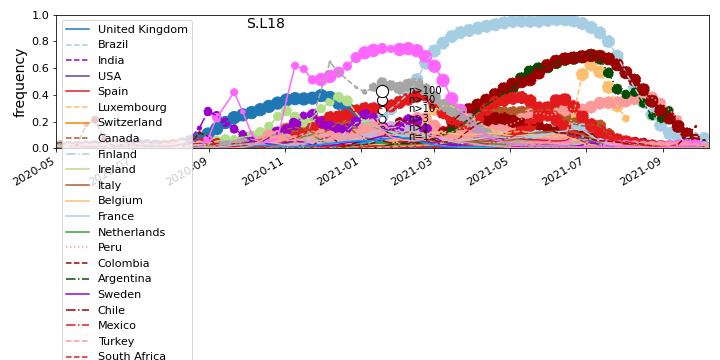 S.L18
frequency
1.0
0.8
0.6
0.4
0.2
0.0
2020-05
2020-09
2020-11
2021-01
2021-03
2021-05
2021-07
2021-09
n>100
n>30
n>10
n>3
n>1
n=1
United Kingdom
Brazil
India
USA
Spain
Luxembourg
Switzerland
Canada
Finland
Ireland
Italy
Belgium
France
Netherlands
Peru
Colombia
Argentina
Sweden
Chile
Mexico
Turkey
South Africa